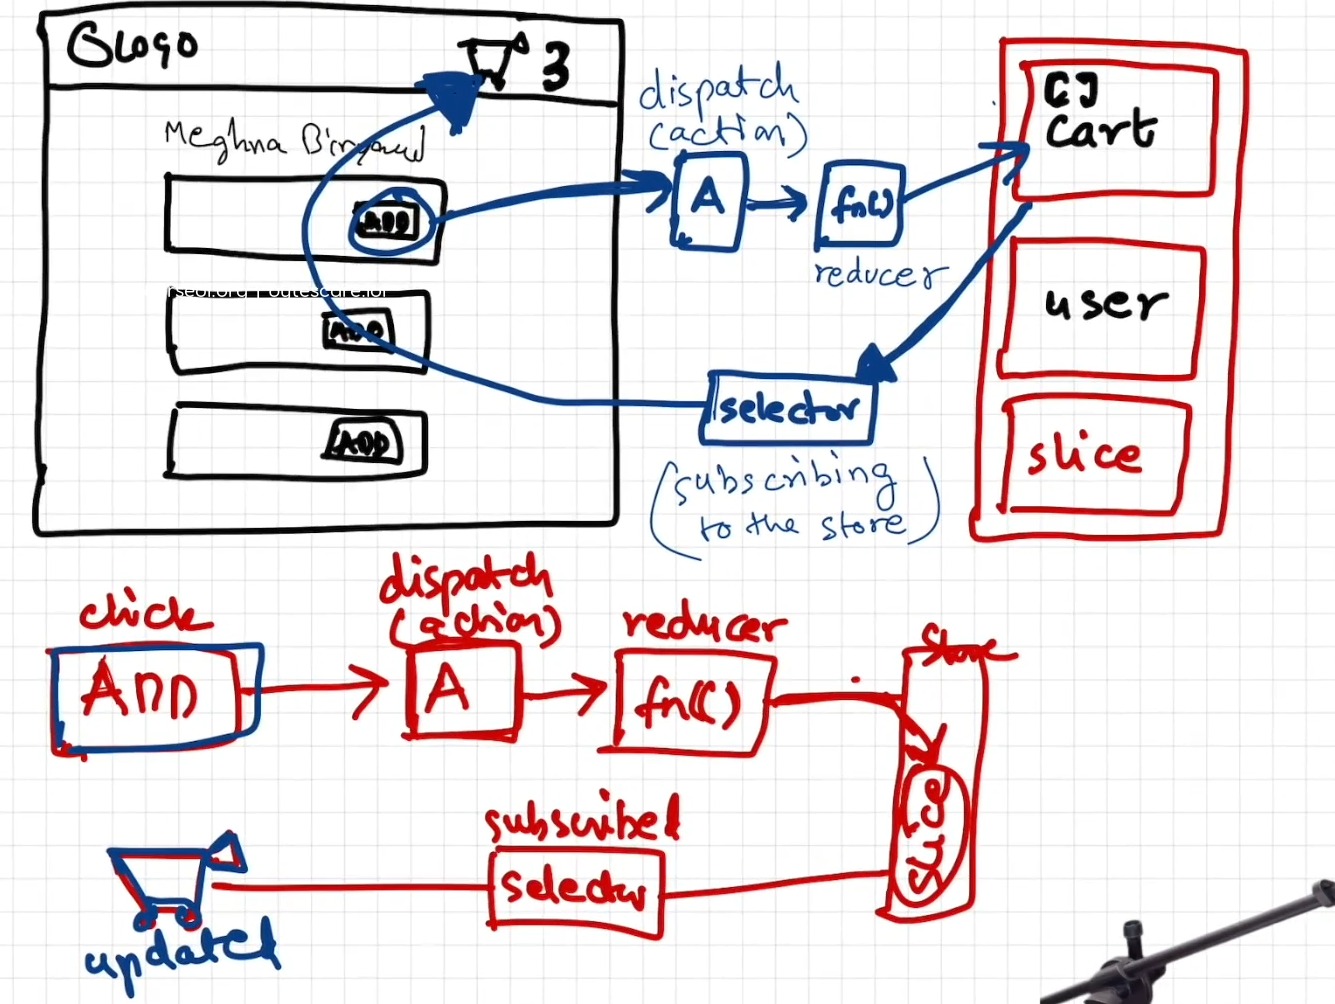 Logo
3
Meghna Biryani
ADD
ADD
ADD
dispatch
(action)
A
fn()
reducer
[]
cart
user
slice
selector
(subscribing
to the store)
click
ADD
dispatch
(action)
A
reducer
fn()
Store
slice
subscribed
selector
updated